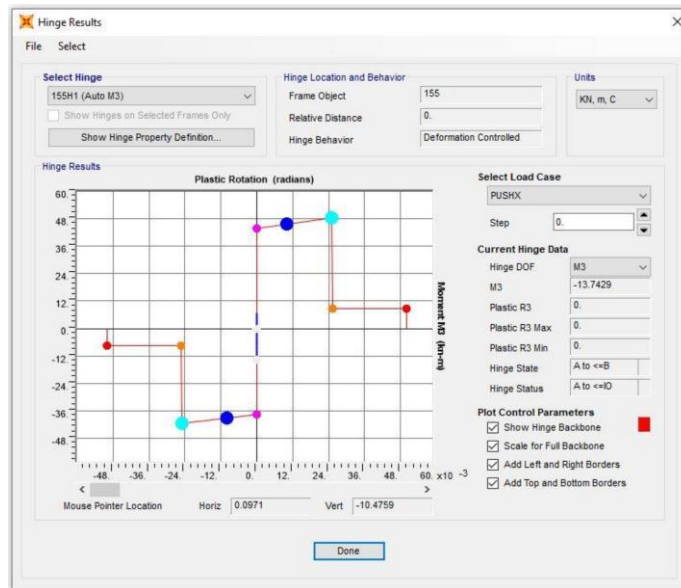 Hinge Results
File Select
Select Hinge
155H1 (Auto M3)
Show Hinges on Selected Frames Only
Show Hinge Property Definition...
Hinge Location and Behavior
Frame Object 155
Relative Distance 0.
Hinge Behavior Deformation Controlled
Units
KN, m, C
Hinge Results
Plastic Rotation (radians)
60.
48.
36.
24.
12.
0.
-12.
-24.
-36.
-48.
-48. -36. -24. -12. 0. 12. 24. 36. 48. 60. x10 -3
Moment M3 (kn-m)
Mouse Pointer Location Horiz 0.0971 Vert -10.4759
Select Load Case
PUSHX
Step 0.
Current Hinge Data
Hinge DOF M3
M3 -13.7429
Plastic R3 0.
Plastic R3 Max 0.
Plastic R3 Min 0.
Hinge State A to <=B
Hinge Status A to <=IO
Plot Control Parameters
Show Hinge Backbone
Scale for Full Backbone
Add Left and Right Borders
Add Top and Bottom Borders
Done